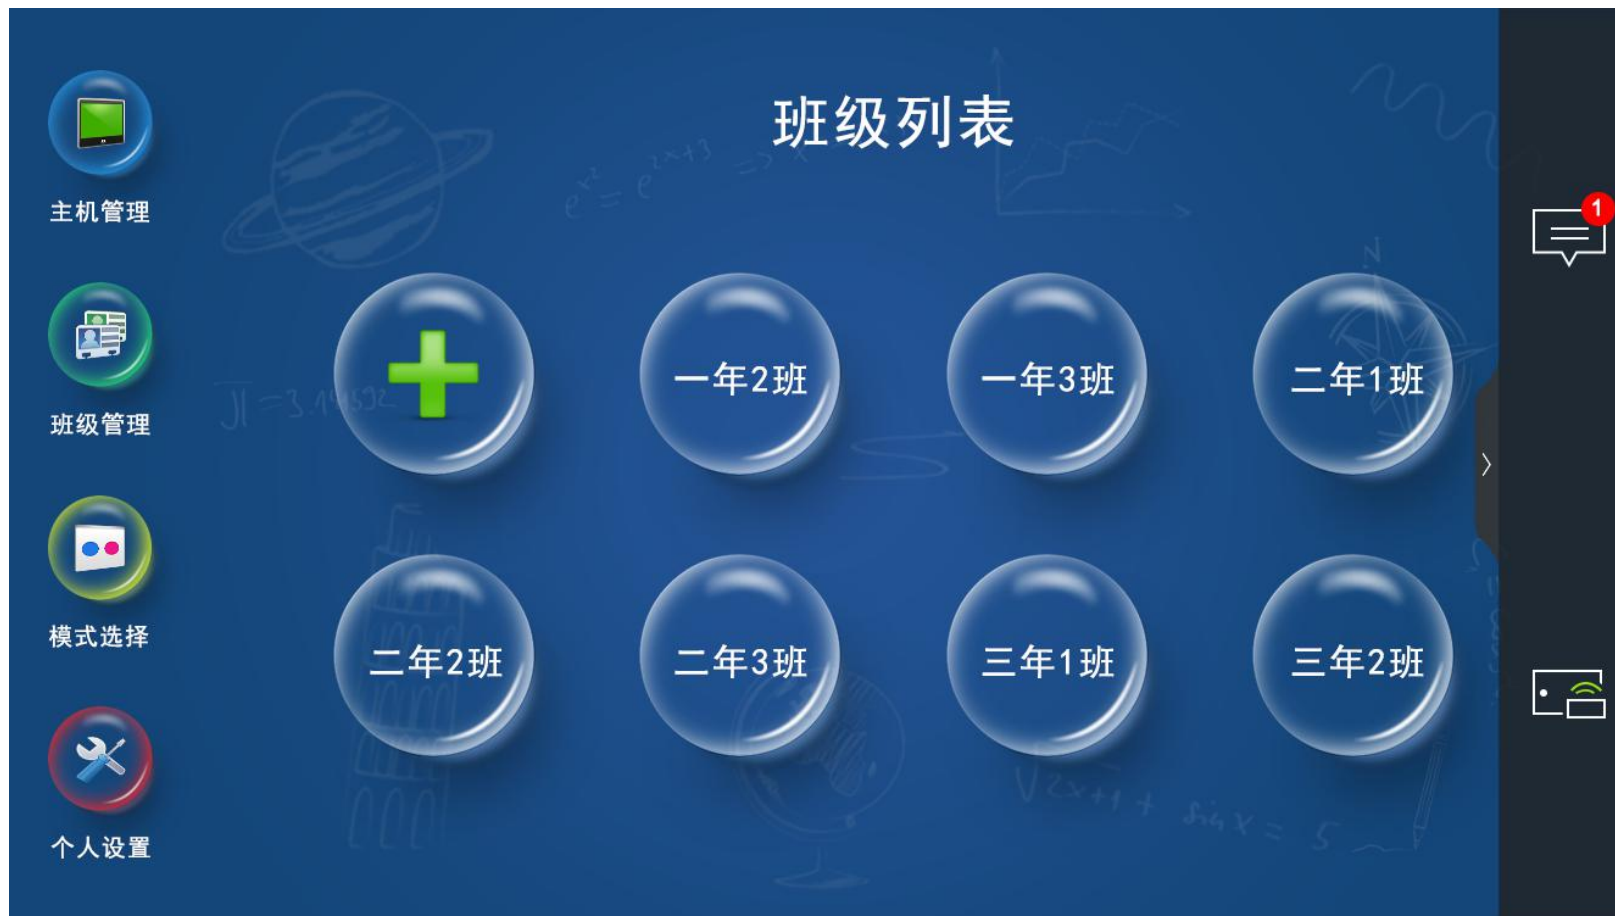 班级列表
主机管理
班级管理
模式选择
个人设置
一年2班
一年3班
二年1班
二年2班
二年3班
三年1班
三年2班
1
N